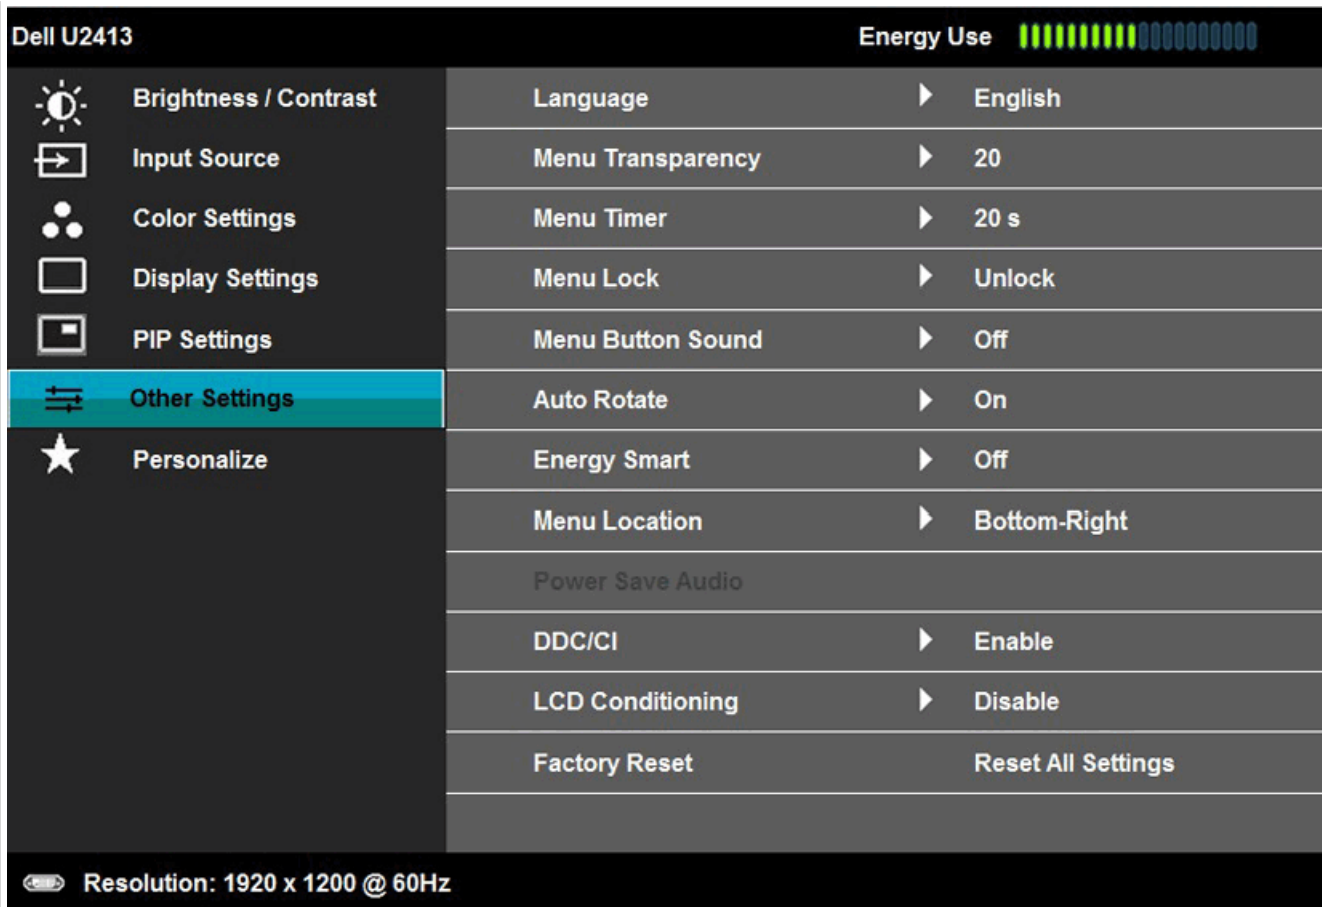 Dell U2413 Energy Use
Brightness / Contrast Language English
Input Source Menu Transparency 20
Color Settings Menu Timer 20 s
Display Settings Menu Lock Unlock
PIP Settings Menu Button Sound Off
Other Settings Auto Rotate On
Personalize Energy Smart Off
Menu Location Bottom-Right
Power Save Audio
DDC/CI Enable
LCD Conditioning Disable
Factory Reset Reset All Settings
Resolution: 1920 x 1200 @ 60Hz